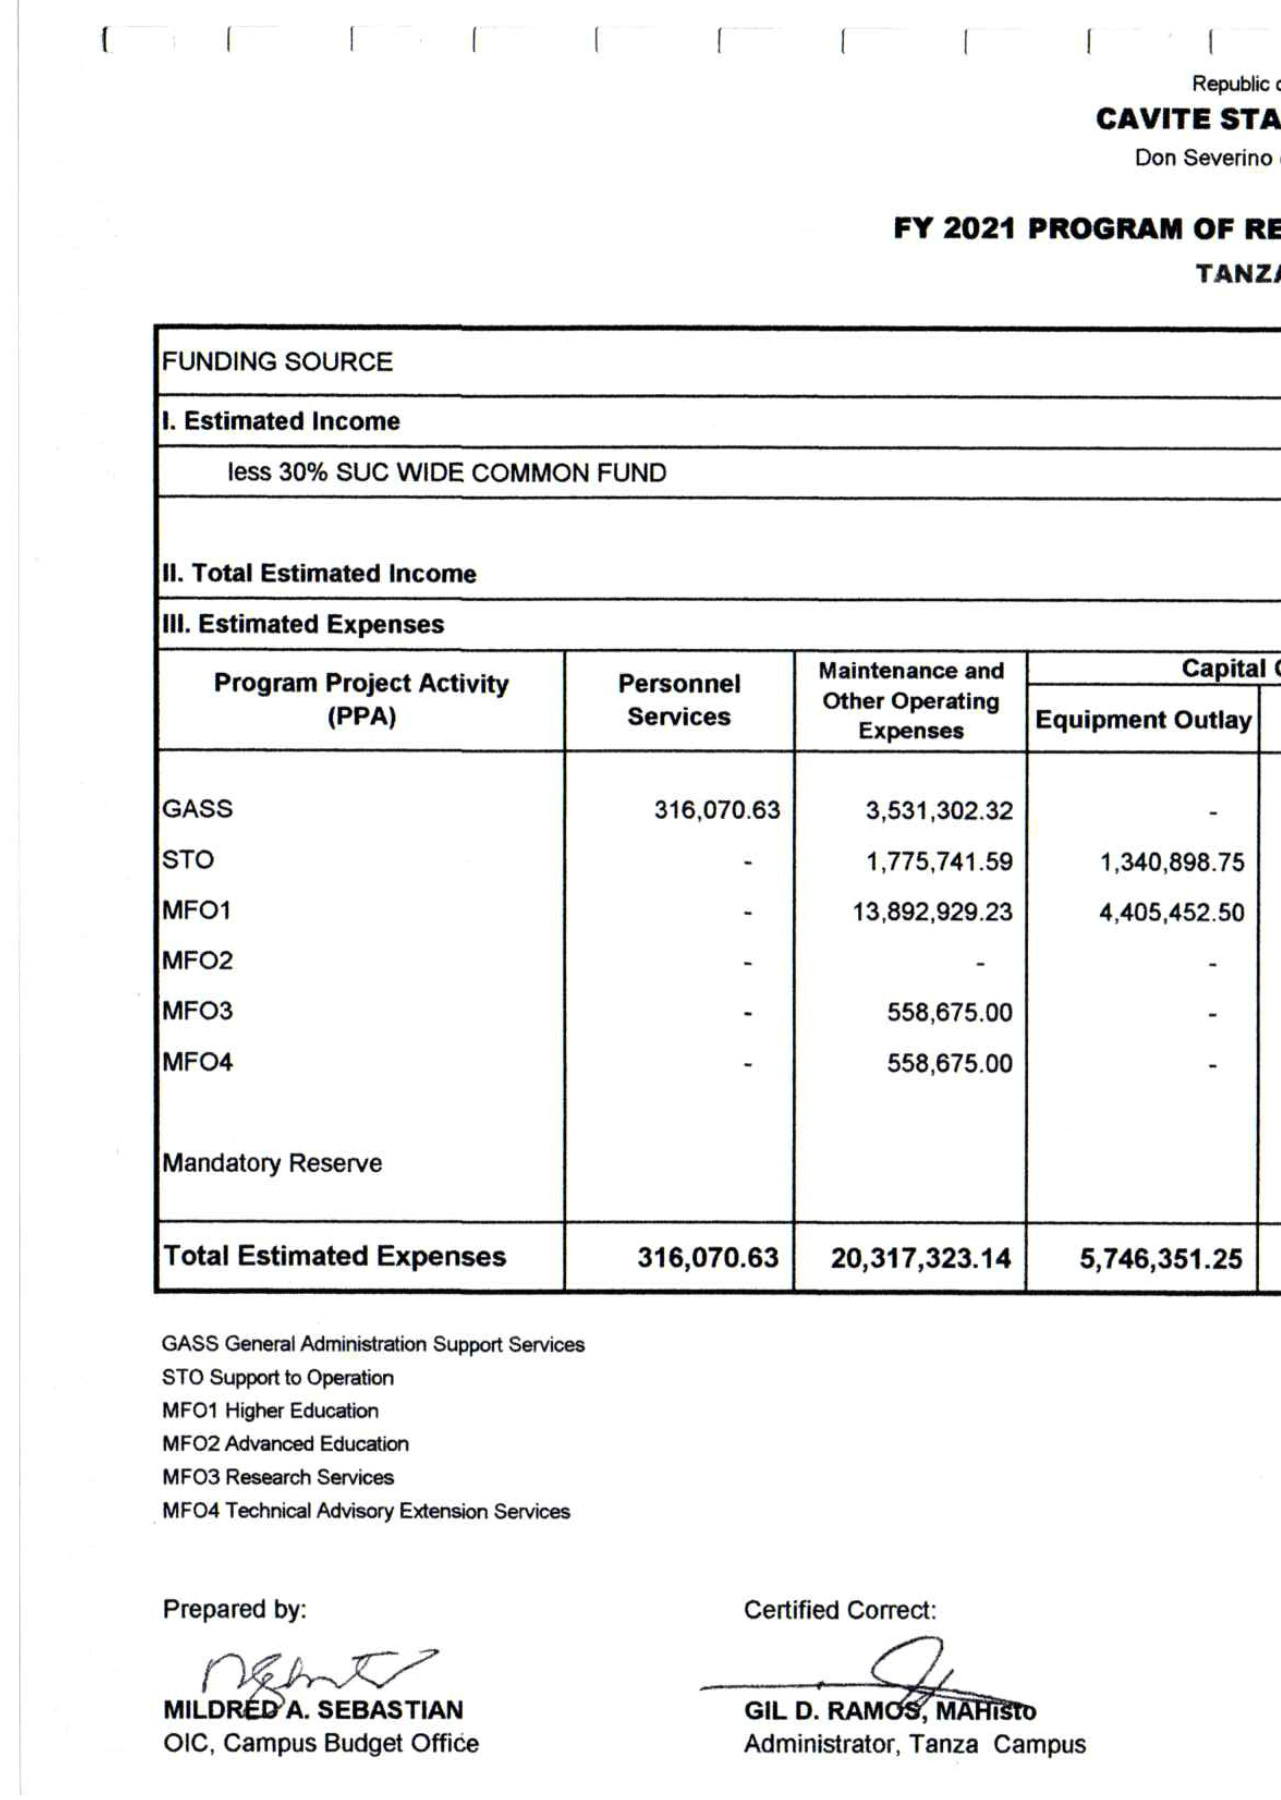 Republic
CAVITE STA
Don Severino
FY 2021 PROGRAM OF RE
TANZA
FUNDING SOURCE
I. Estimated Income
less 30% SUC WIDE COMMON FUND
II. Total Estimated Income
III. Estimated Expenses
Program Project Activity (PPA) Personnel Services Maintenance and Other Operating Expenses Capital
Equipment Outlay
GASS 316,070.63 3,531,302.32 -
STO - 1,775,741.59 1,340,898.75
MFO1 - 13,892,929.23 4,405,452.50
MFO2 - - -
MFO3 - 558,675.00 -
MFO4 - 558,675.00 -
Mandatory Reserve
Total Estimated Expenses 316,070.63 20,317,323.14 5,746,351.25
GASS General Administration Support Services
STO Support to Operation
MFO1 Higher Education
MFO2 Advanced Education
MFO3 Research Services
MFO4 Technical Advisory Extension Services
Prepared by: Certified Correct:
MILDRED A. SEBASTIAN GIL D. RAMOS, MAHisto
OIC, Campus Budget Office Administrator, Tanza Campus